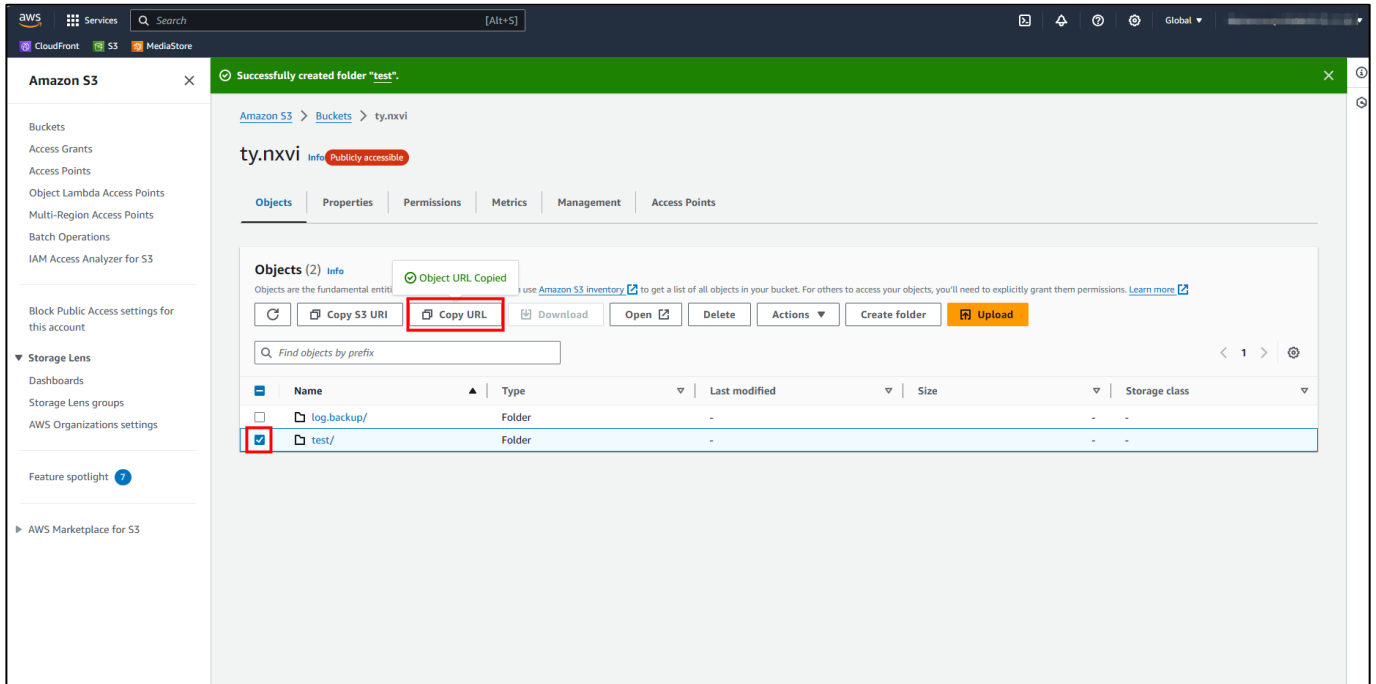 aws Services Search [Alt+S] Global
CloudFront S3 MediaStore
Amazon S3
Buckets
Access Grants
Access Points
Object Lambda Access Points
Multi-Region Access Points
Batch Operations
IAM Access Analyzer for S3
Block Public Access settings for
this account
Storage Lens
Dashboards
Storage Lens groups
AWS Organizations settings
Feature spotlight 7
AWS Marketplace for S3
Successfully created folder "test".
Amazon S3 > Buckets > ty.nxvi
ty.nxvi Info Publicly accessible
Objects Properties Permissions Metrics Management Access Points
Objects (2) Info
Object URL Copied
Objects are the fundamental use Amazon S3 inventory to get a list of all objects in your bucket. For others to access your objects, you'll need to explicitly grant them permissions. Learn more
Copy S3 URI Copy URL Download Open Delete Actions Create folder Upload
Find objects by prefix < 1 >
Name Type Last modified Size Storage class
log.backup/ Folder - - -
test/ Folder - - -